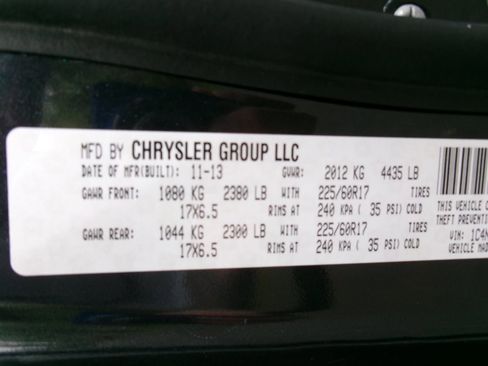 MFD BY CHRYSLER GROUP LLC
DATE OF MFR(BUILT): 11-13 GVWR: 2012 KG 4435 LB
GAWR FRONT: 1080 KG 2380 LB WITH 225/60R17 TIRES
17X6.5 RIMS AT 240 KPA ( 35 PSI) COLD
GAWR REAR: 1044 KG 2300 LB WITH 225/60R17 TIRES
17X6.5 RIMS AT 240 KPA ( 35 PSI) COLD
THIS VEHICLE
THEFT PREVENTI
VIN: 1C4N
VEHICLE MAD